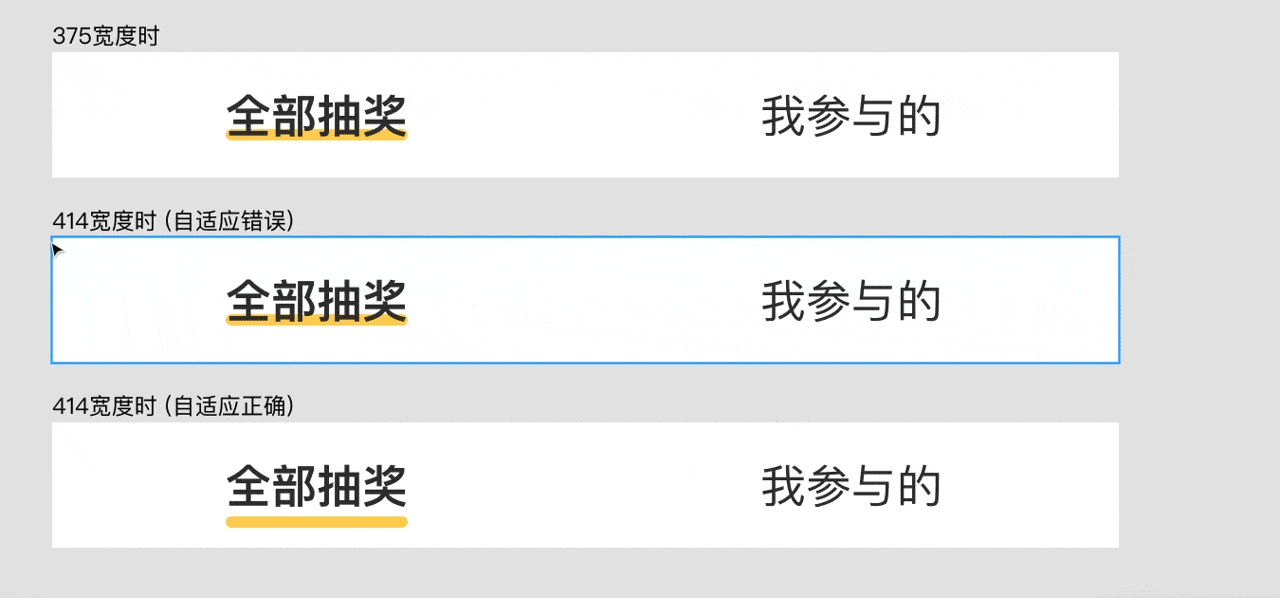 375宽度时
全部抽奖 我参与的
414宽度时 (自适应错误)
全部抽奖 我参与的
414宽度时 (自适应正确)
全部抽奖 我参与的